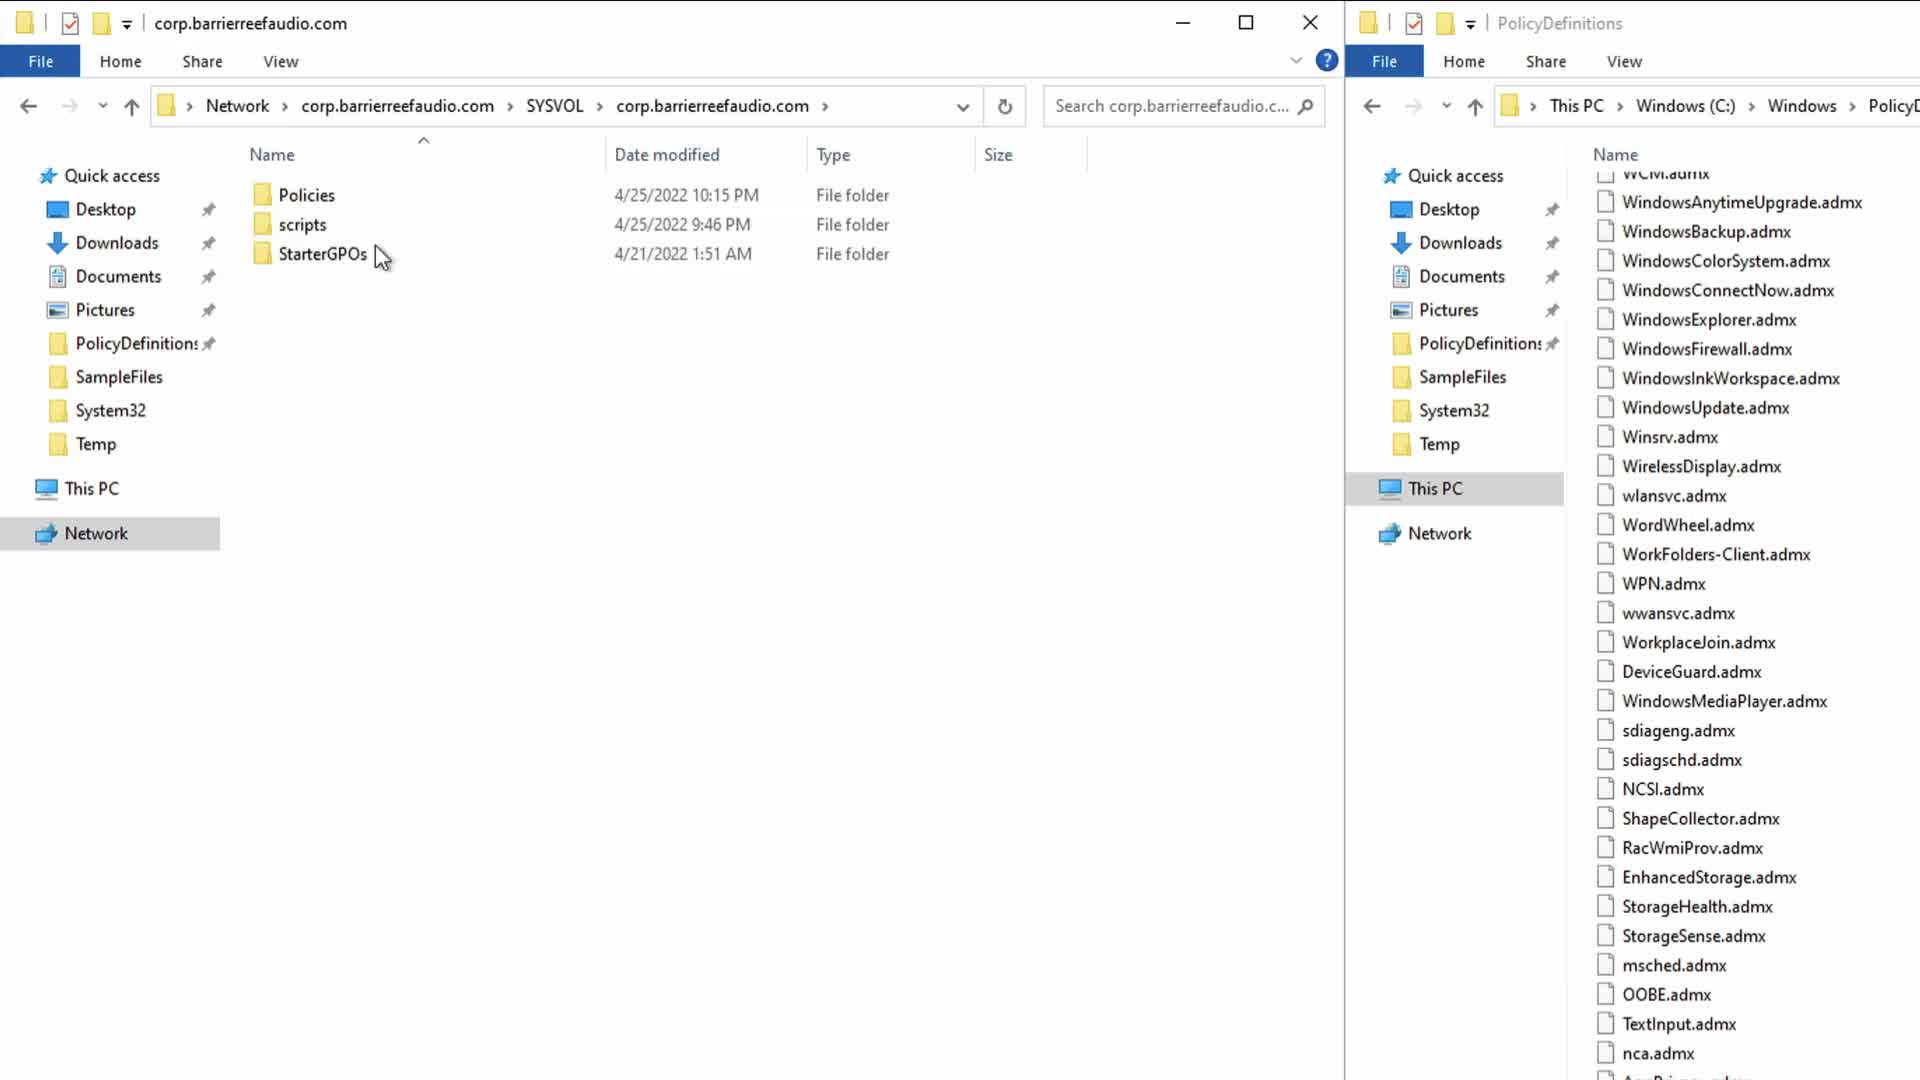 corp.barrierreefaudio.com
File Home Share View
Network corp.barrierreefaudio.com SYSVOL corp.barrierreefaudio.com
Search corp.barrierreefaudio.c...
Quick access
Desktop
Downloads
Documents
Pictures
PolicyDefinitions
SampleFiles
System32
Temp
This PC
Network
Name Date modified Type Size
Policies 4/25/2022 10:15 PM File folder
scripts 4/25/2022 9:46 PM File folder
StarterGPOs 4/21/2022 1:51 AM File folder
PolicyDefinitions
File Home Share View
This PC Windows (C:) Windows PolicyD
Quick access
Desktop
Downloads
Documents
Pictures
PolicyDefinitions
SampleFiles
System32
Temp
This PC
Network
Name
WCM.admx
WindowsAnytimeUpgrade.admx
WindowsBackup.admx
WindowsColorSystem.admx
WindowsConnectNow.admx
WindowsExplorer.admx
WindowsFirewall.admx
WindowsInkWorkspace.admx
WindowsUpdate.admx
Winsrv.admx
WirelessDisplay.admx
wlansvc.admx
WordWheel.admx
WorkFolders-Client.admx
WPN.admx
wwansvc.admx
WorkplaceJoin.admx
DeviceGuard.admx
WindowsMediaPlayer.admx
sdiageng.admx
sdiagschd.admx
NCSI.admx
ShapeCollector.admx
RacWmiProv.admx
EnhancedStorage.admx
StorageHealth.admx
StorageSense.admx
msched.admx
OOBE.admx
TextInput.admx
nca.admx